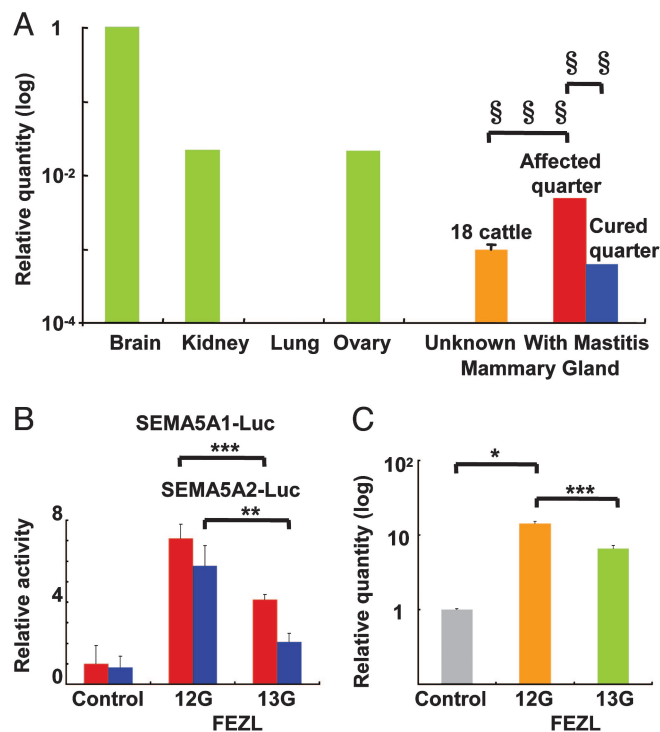 A
Relative quantity (log)
1
10-2
10-4
§ §
§ § §
Affected
quarter
18 cattle
Cured
quarter
Brain Kidney Lung Ovary Unknown With Mastitis
Mammary Gland
B
SEMA5A1-Luc
***
SEMA5A2-Luc
**
Relative activity
8
4
0
Control 12G 13G
FEZL
C
Relative quantity (log)
10²
10
1
*
***
Control 12G 13G
FEZL